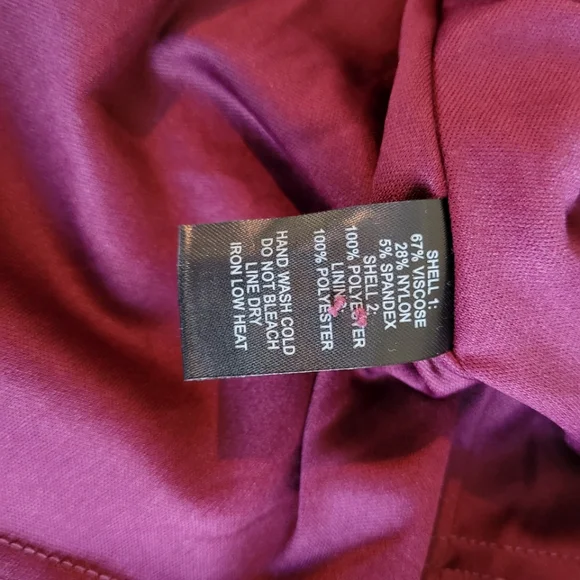 SHELL 1:
67% VISCOSE
28% NYLON
5% SPANDEX
SHELL 2:
100% POLYESTER
LINING:
100% POLYESTER
HAND WASH COLD
DO NOT BLEACH
LINE DRY
IRON LOW HEAT